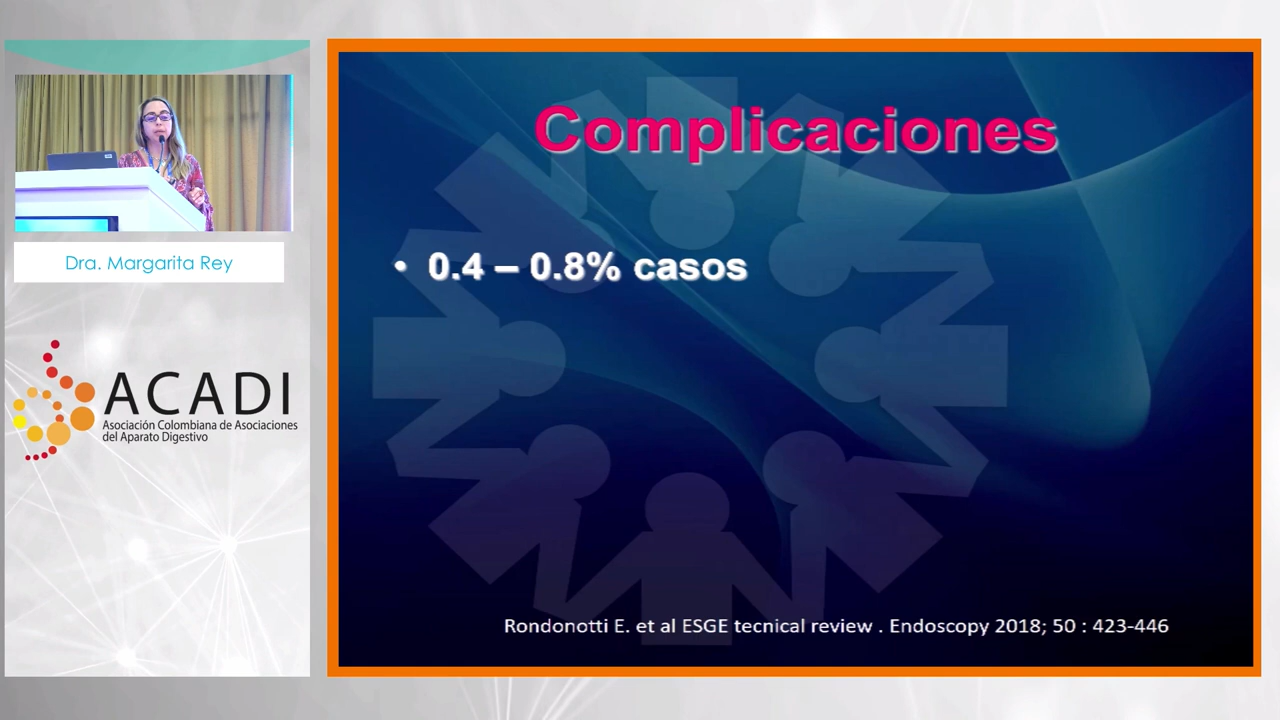 Dra. Margarita Rey
ACADI
Asociación Colombiana de Asociaciones
del Aparato Digestivo
Complicaciones
• 0.4 – 0.8% casos
Rondonotti E. et al ESGE tecnical review . Endoscopy 2018; 50 : 423-446